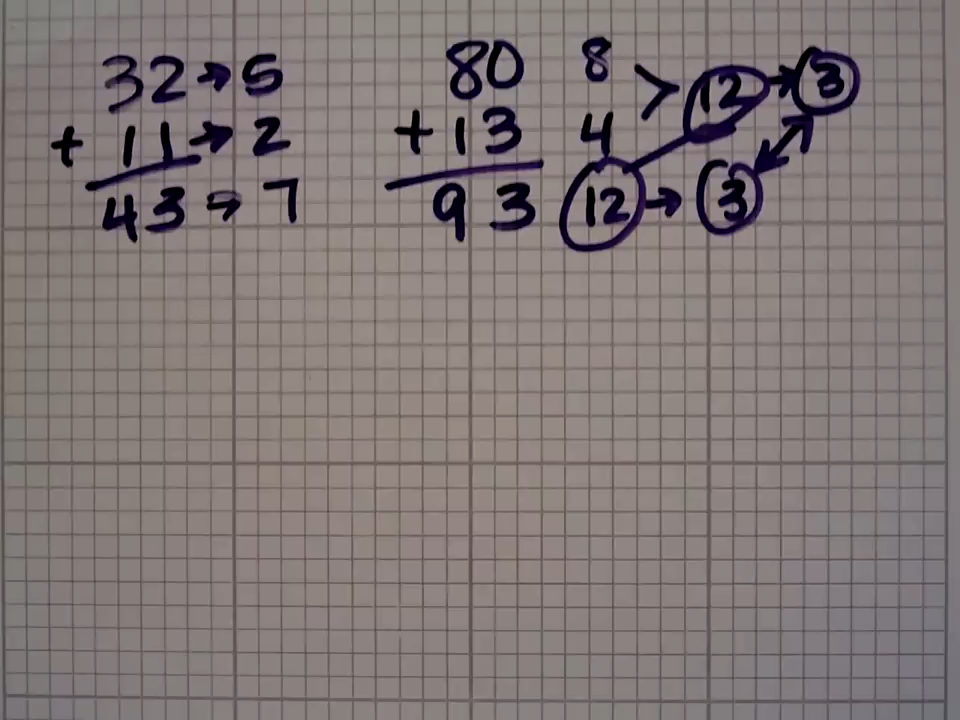 32 → 5
+ 11 → 2
43 → 7
80 8 > 12 → 3
+ 13 4
93 12 → 3